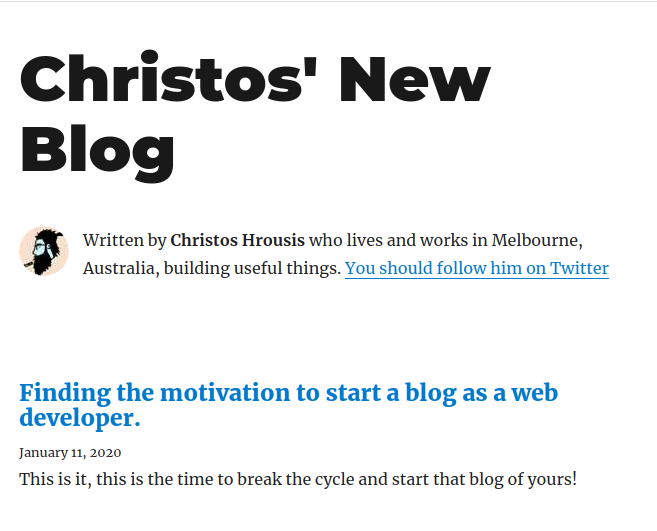 Christos' New
Blog
Written by Christos Hrousis who lives and works in Melbourne,
Australia, building useful things. You should follow him on Twitter
Finding the motivation to start a blog as a web
developer.
January 11, 2020
This is it, this is the time to break the cycle and start that blog of yours!